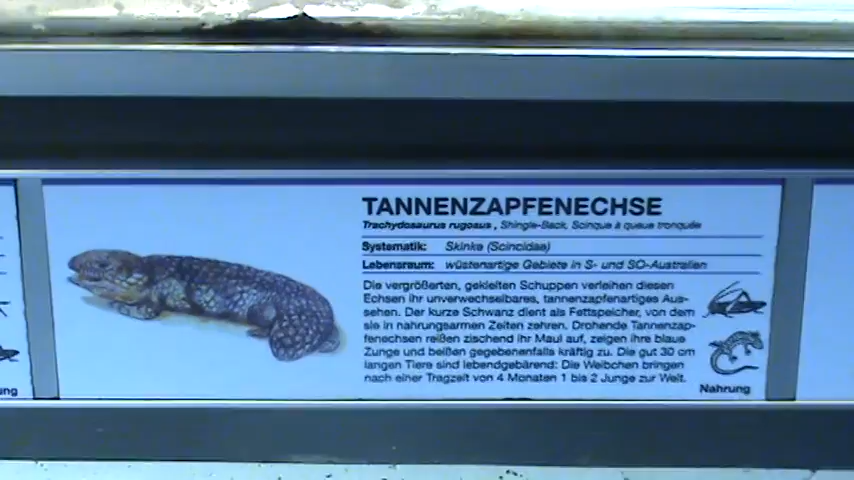 TANNENZAPFENECHSE
Trachydosaurus rugosus, Shingle-Back, Scinque à queue tronquée
Systematik: Skinke (Scincidae)
Lebensraum: wüstenartige Gebiete in S- und SO-Australien
Die vergrößerten, gekielten Schuppen verleihen diesen
Echsen ihr unverwechselbares, tannenzapfenartiges Aus-
sehen. Der kurze Schwanz dient als Fettspeicher, von dem
sie in nahrungsarmen Zeiten zehren. Drohende Tannenzap-
fenechsen reißen zischend ihr Maul auf, zeigen ihre blaue
Zunge und beißen gegebenenfalls kräftig zu. Die gut 30 cm
langen Tiere sind lebendgebärend: Die Weibchen bringen
nach einer Tragzeit von 4 Monaten 1 bis 2 Junge zur Welt.
Nahrung
ung